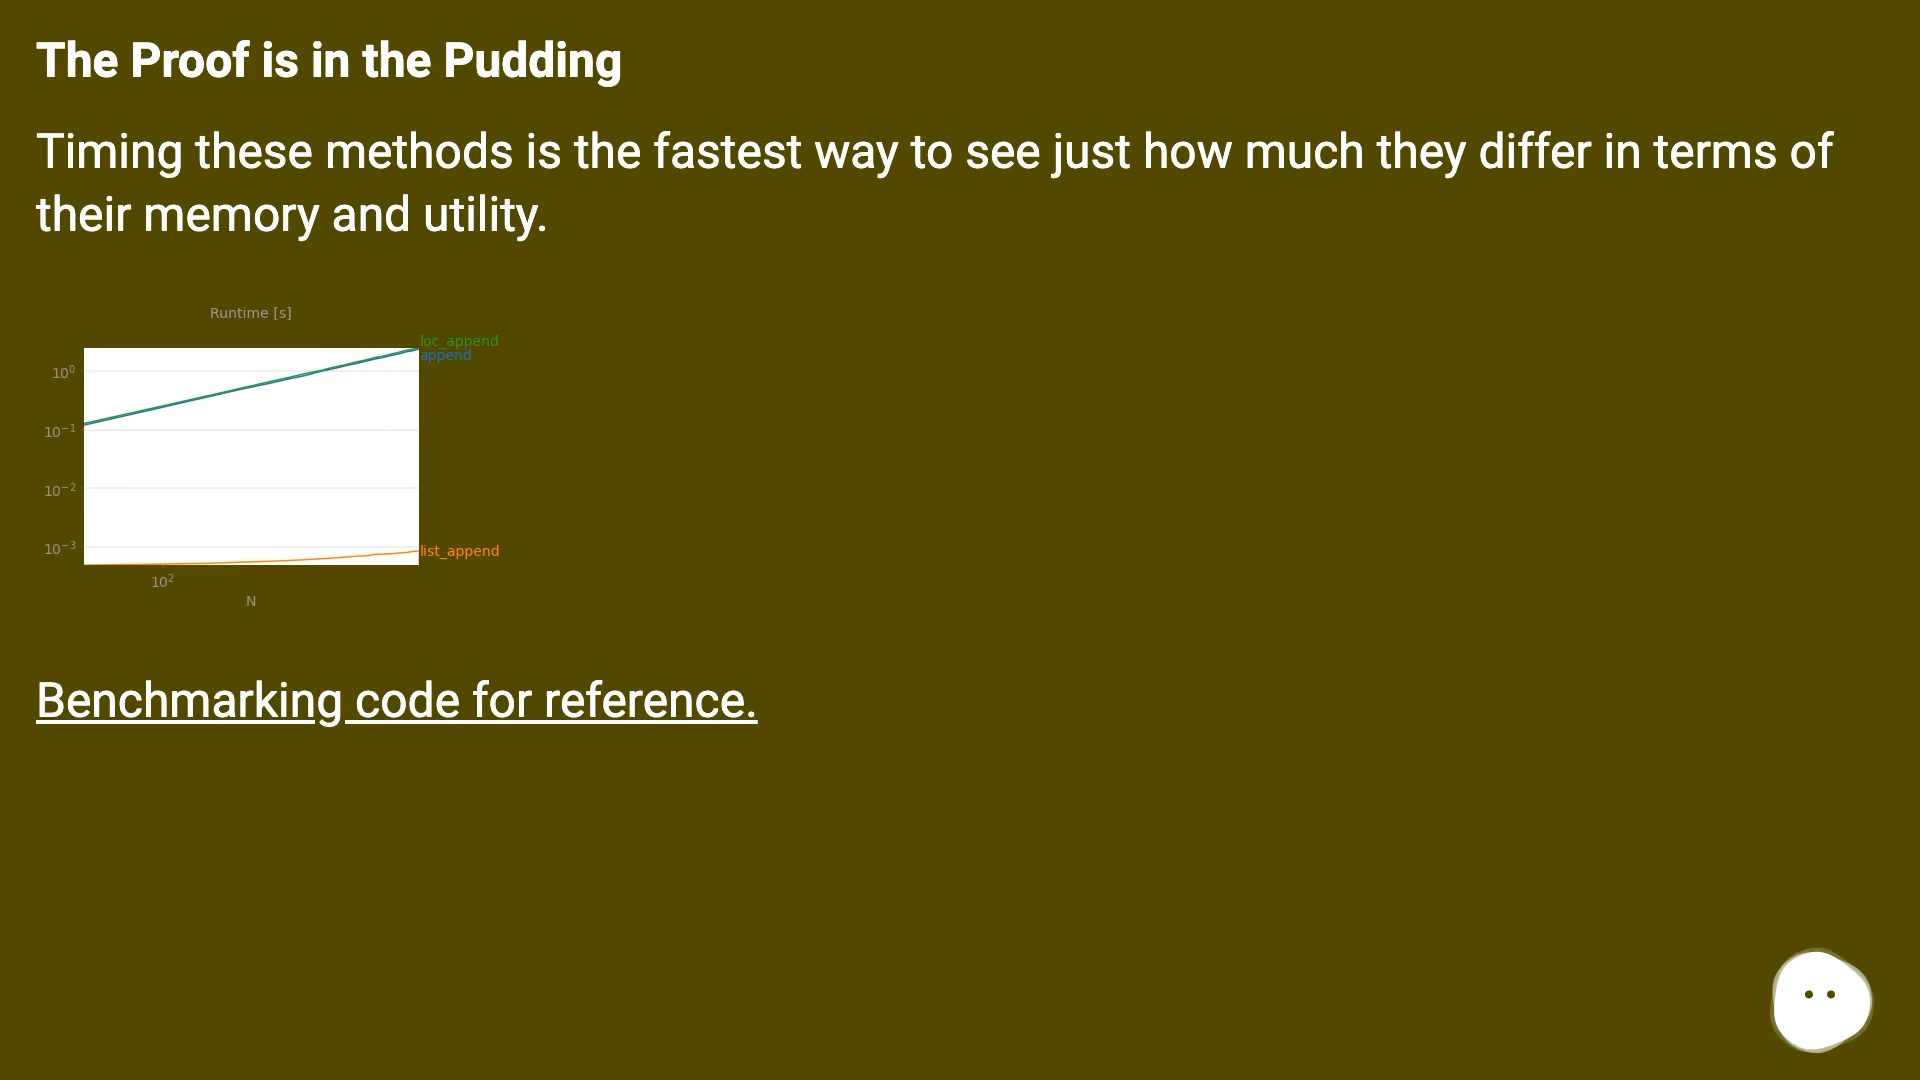 The Proof is in the Pudding
Timing these methods is the fastest way to see just how much they differ in terms of
their memory and utility.
Runtime [s]
loc_append
append
10⁰
10⁻¹
10⁻²
10⁻³
list_append
10²
N
Benchmarking code for reference.